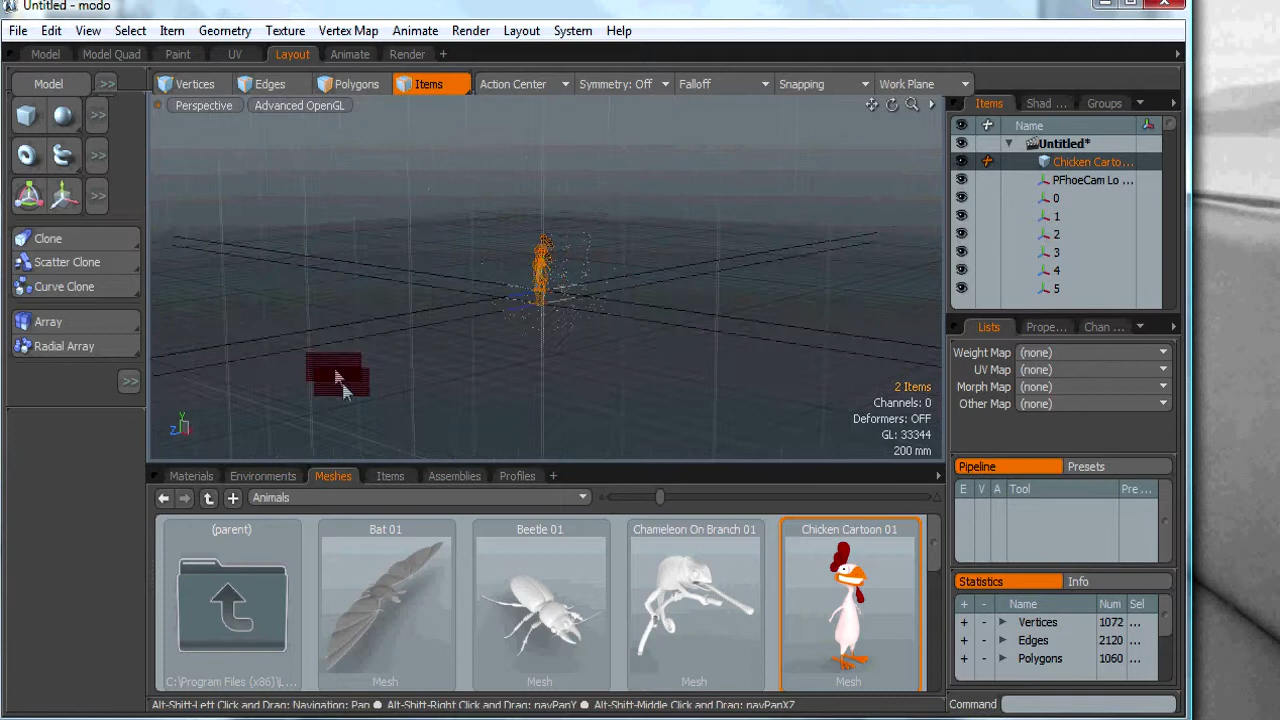 Untitled - modo
File Edit View Select Item Geometry Texture Vertex Map Animate Render Layout System Help
Model Model Quad Paint UV Layout Animate Render +
Model >> Vertices Edges Polygons Items Action Center Symmetry: Off Falloff Snapping Work Plane
Perspective Advanced OpenGL
Items Shad ... Groups
Name
Untitled*
Chicken Carto...
PFhoeCam Lo ...
0
1
2
3
4
5
>>
>>
>>
Clone
Scatter Clone
Curve Clone
Array
Radial Array
>>
Y
Z
2 Items
Channels: 0
Deformers: OFF
GL: 33344
200 mm
Lists Prope... Chan ...
Weight Map (none)
UV Map (none)
Morph Map (none)
Other Map (none)
Pipeline Presets
E V A Tool Pre ...
Statistics Info
+ - Name Num Sel
+ - Vertices 1072 ...
+ - Edges 2120 ...
+ - Polygons 1060 ...
Command
Materials Environments Meshes Items Assemblies Profiles +
Animals
(parent) Bat 01 Beetle 01 Chameleon On Branch 01 Chicken Cartoon 01
C:\Program Files (x86)\L... Mesh Mesh Mesh Mesh
Alt-Shift-Left Click and Drag: Navigation: Pan ● Alt-Shift-Right Click and Drag: navPanY ● Alt-Shift-Middle Click and Drag: navPanXZ